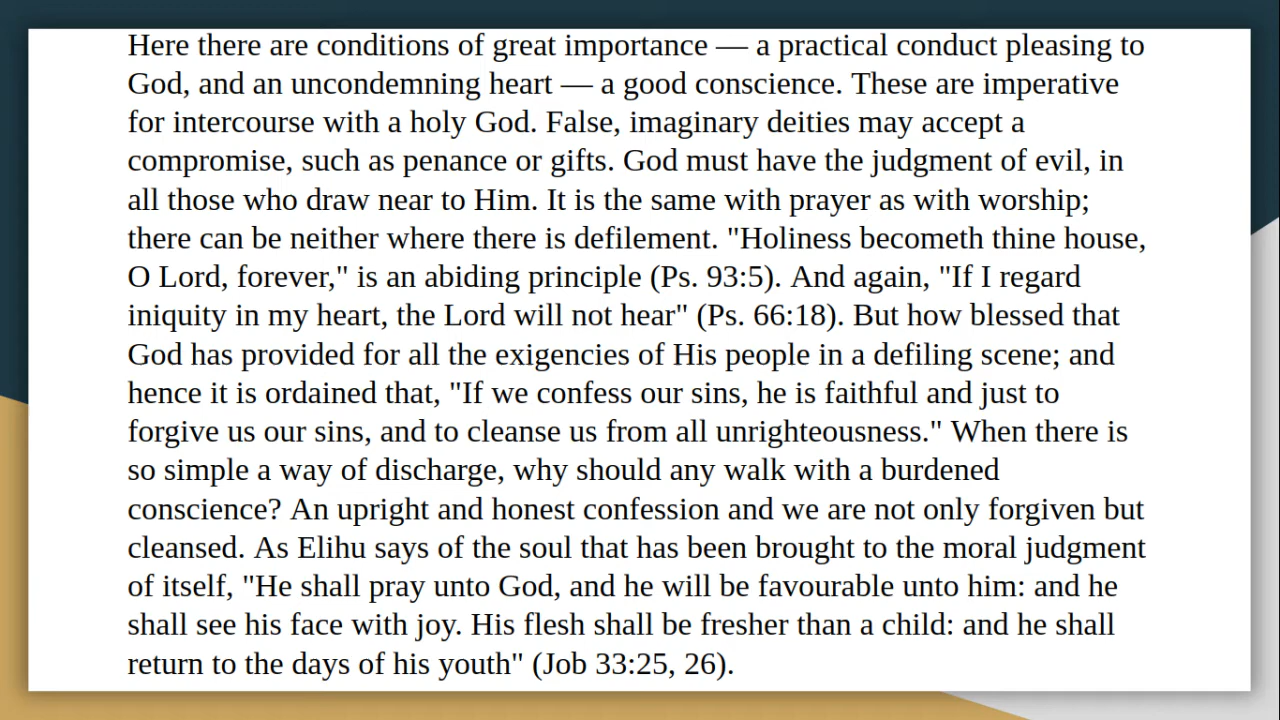 Here there are conditions of great importance — a practical conduct pleasing to
God, and an uncondemning heart — a good conscience. These are imperative
for intercourse with a holy God. False, imaginary deities may accept a
compromise, such as penance or gifts. God must have the judgment of evil, in
all those who draw near to Him. It is the same with prayer as with worship;
there can be neither where there is defilement. "Holiness becometh thine house,
O Lord, forever," is an abiding principle (Ps. 93:5). And again, "If I regard
iniquity in my heart, the Lord will not hear" (Ps. 66:18). But how blessed that
God has provided for all the exigencies of His people in a defiling scene; and
hence it is ordained that, "If we confess our sins, he is faithful and just to
forgive us our sins, and to cleanse us from all unrighteousness." When there is
so simple a way of discharge, why should any walk with a burdened
conscience? An upright and honest confession and we are not only forgiven but
cleansed. As Elihu says of the soul that has been brought to the moral judgment
of itself, "He shall pray unto God, and he will be favourable unto him: and he
shall see his face with joy. His flesh shall be fresher than a child: and he shall
return to the days of his youth" (Job 33:25, 26).